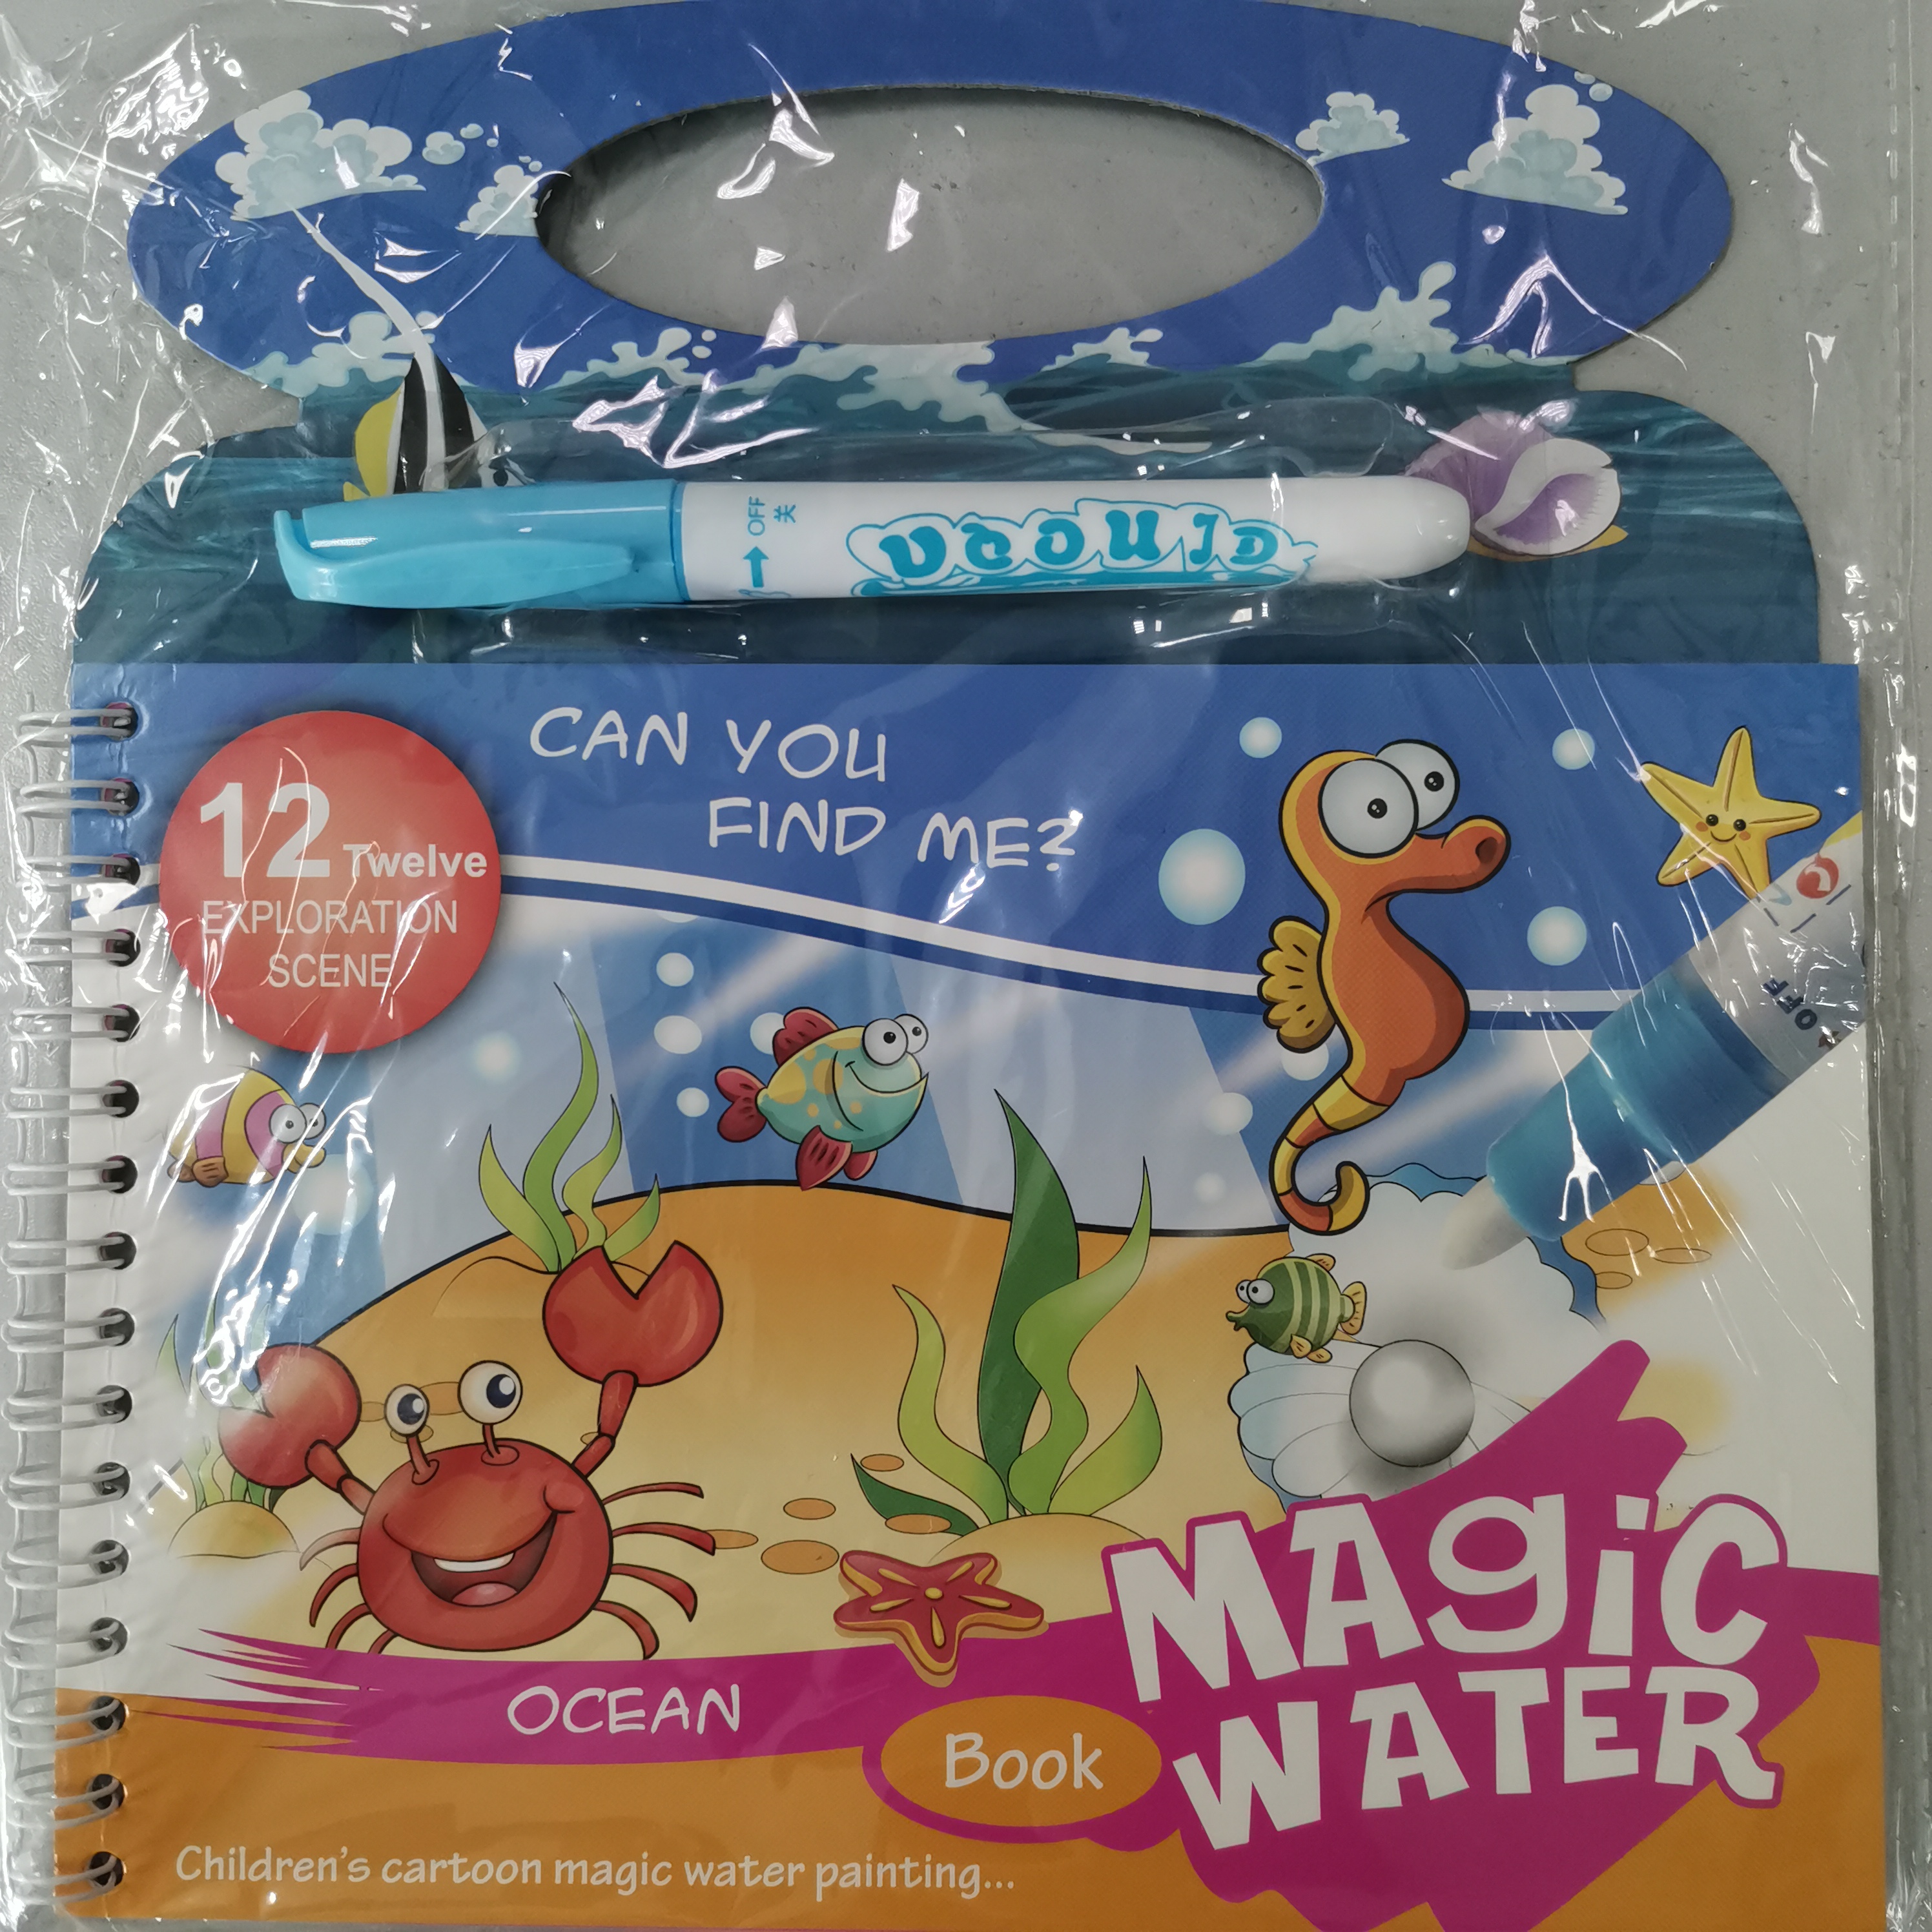 OFF
关
CAN YOU
FIND ME?
12 Twelve
EXPLORATION
SCENE
OFF
MAgiC
WATER
OCEAN
Book
Children's cartoon magic water painting...